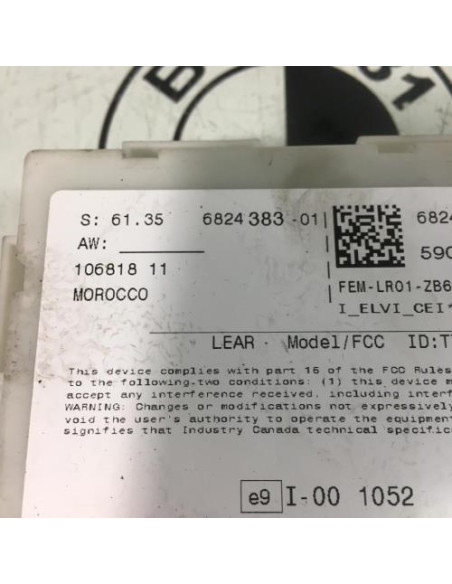 B 61
S: 61.35 6824 383 -01 682
AW:
106818 11 590
MOROCCO FEM-LR01-ZB6
I_ELVI_CEI*
LEAR · Model/FCC ID:T
This device complies with part 15 of the FCC Rules
to the following two conditions: (1) this device m
accept any interference received, including interf
WARNING: Changes or modifications not expressively
void the user's authority to operate the equipment
signifies that Industry Canada technical specific
e9 I-00 1052